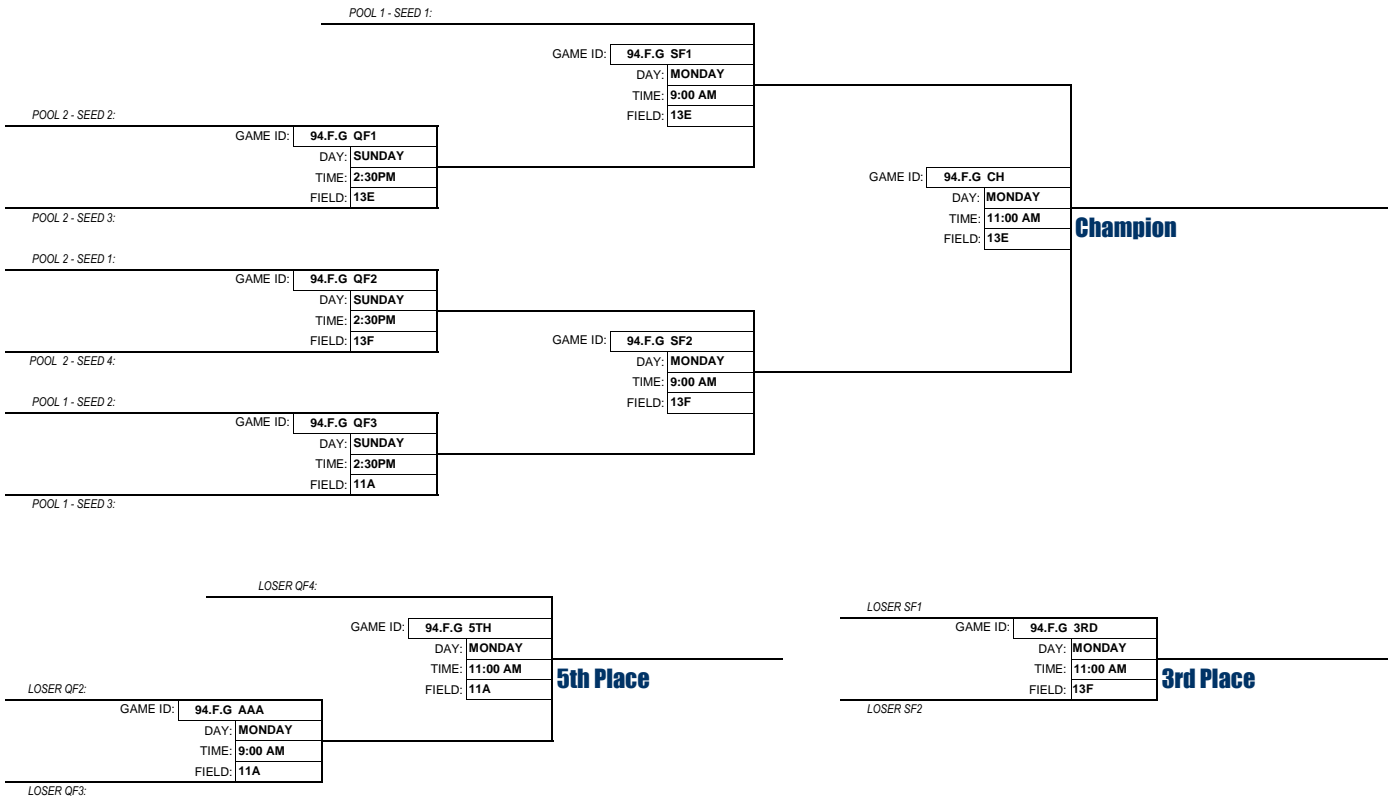 POOL 1 - SEED 1:
GAME ID: 94.F.G SF1
DAY: MONDAY
TIME: 9:00 AM
FIELD: 13E
POOL 2 - SEED 2:
GAME ID: 94.F.G QF1
DAY: SUNDAY
TIME: 2:30PM
FIELD: 13E
POOL 2 - SEED 3:
GAME ID: 94.F.G CH
DAY: MONDAY
TIME: 11:00 AM
FIELD: 13E
Champion
POOL 2 - SEED 1:
GAME ID: 94.F.G QF2
DAY: SUNDAY
TIME: 2:30PM
FIELD: 13F
POOL 2 - SEED 4:
GAME ID: 94.F.G SF2
DAY: MONDAY
TIME: 9:00 AM
FIELD: 13F
POOL 1 - SEED 2:
GAME ID: 94.F.G QF3
DAY: SUNDAY
TIME: 2:30PM
FIELD: 11A
POOL 1 - SEED 3:
LOSER QF4:
GAME ID: 94.F.G 5TH
DAY: MONDAY
TIME: 11:00 AM
FIELD: 11A
5th Place
LOSER QF2:
GAME ID: 94.F.G AAA
DAY: MONDAY
TIME: 9:00 AM
FIELD: 11A
LOSER QF3:
LOSER SF1
GAME ID: 94.F.G 3RD
DAY: MONDAY
TIME: 11:00 AM
FIELD: 13F
3rd Place
LOSER SF2